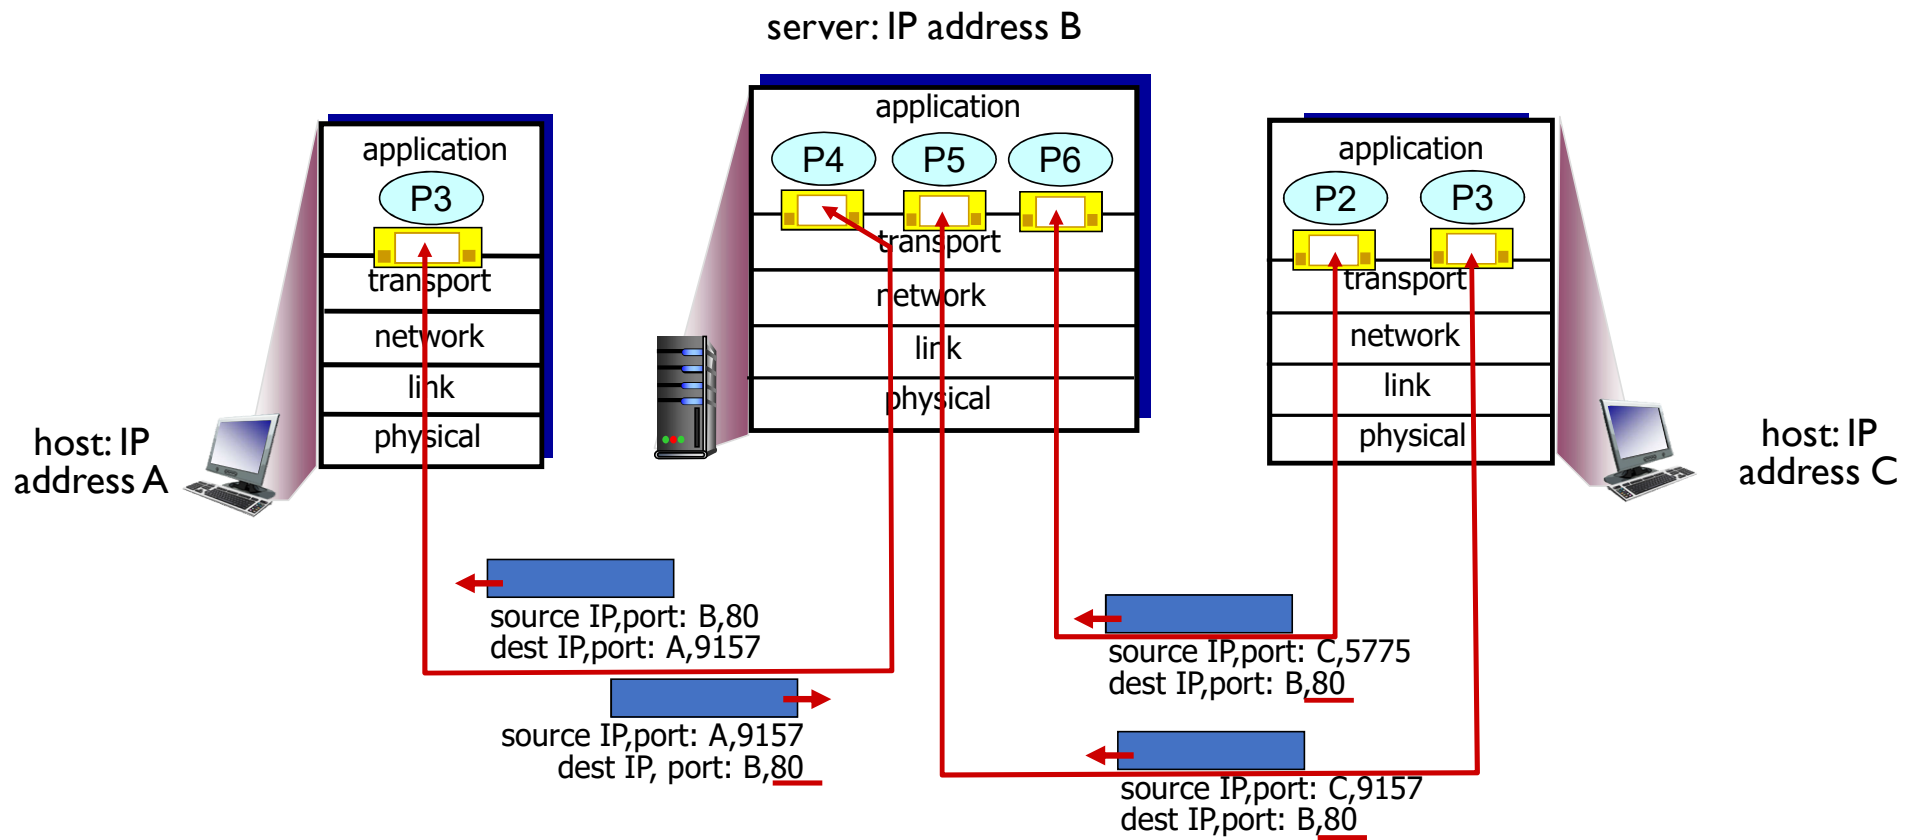 server: IP address B
application
P3
transport
network
link
physical
host: IP
address A
application
P4 P5 P6
transport
network
link
physical
application
P2 P3
transport
network
link
physical
host: IP
address C
source IP,port: B,80
dest IP,port: A,9157
source IP,port: A,9157
dest IP, port: B,80
source IP,port: C,5775
dest IP,port: B,80
source IP,port: C,9157
dest IP,port: B,80